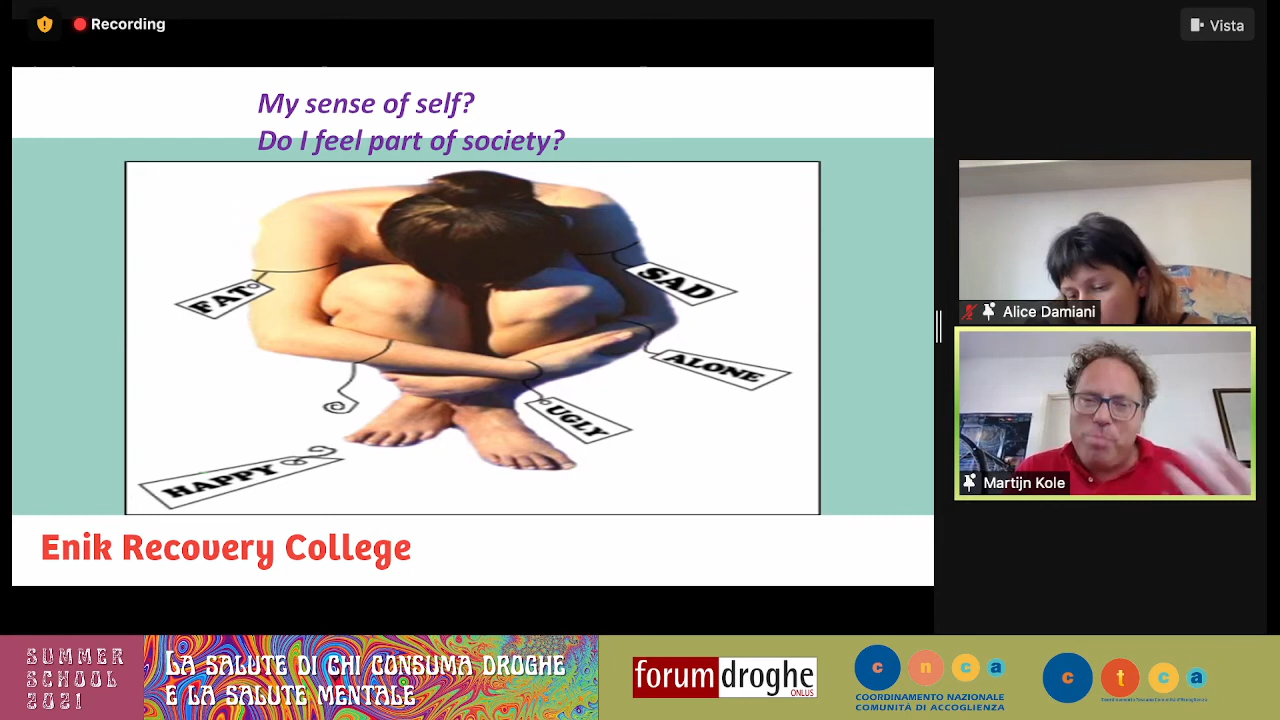 Recording
Vista
My sense of self?
Do I feel part of society?
FAT
SAD
ALONE
UGLY
HAPPY
Enik Recovery College
Alice Damiani
Martijn Kole
SUMMER
SCHOOL
2021
LA SALUTE DI CHI CONSUMA DROGHE
E LA SALUTE MENTALE
forumdroghe
ONLUS
c n c a
COORDINAMENTO NAZIONALE
COMUNITÀ DI ACCOGLIENZA
c t c a